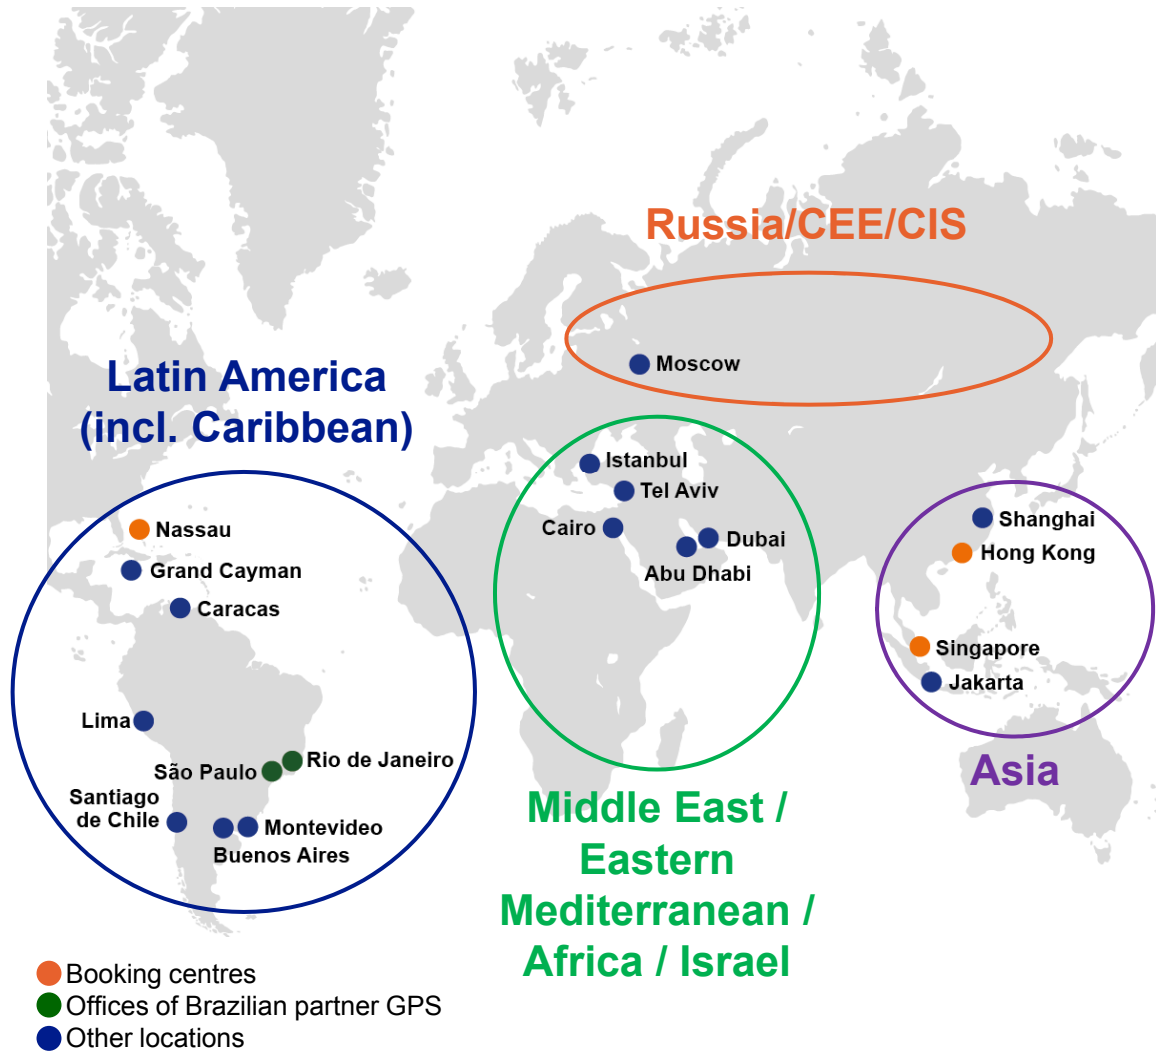 Russia/CEE/CIS
Moscow
Latin America
(incl. Caribbean)
Nassau
Grand Cayman
Caracas
Lima
Rio de Janeiro
São Paulo
Santiago
de Chile
Montevideo
Buenos Aires
Istanbul
Tel Aviv
Cairo
Dubai
Abu Dhabi
Middle East /
Eastern
Mediterranean /
Africa / Israel
Shanghai
Hong Kong
Singapore
Jakarta
Asia
Booking centres
Offices of Brazilian partner GPS
Other locations